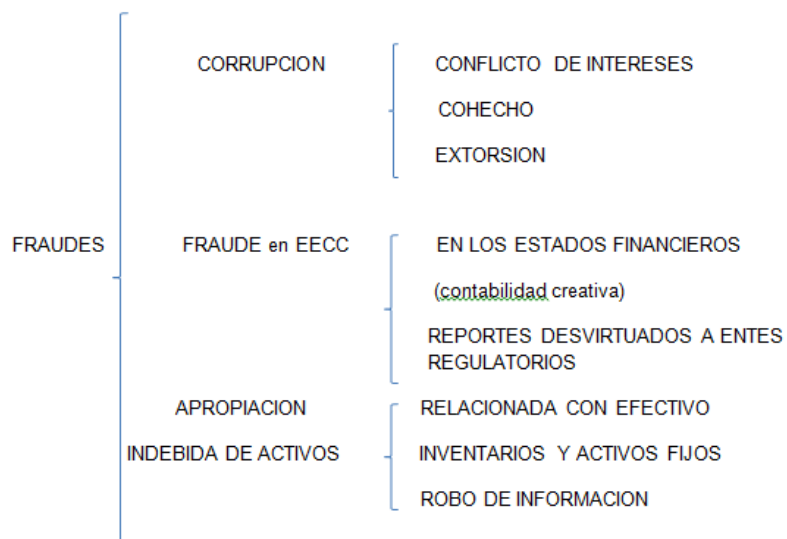 CORRUPCION
CONFLICTO DE INTERESES
COHECHO
EXTORSION
FRAUDES
FRAUDE en EECC
EN LOS ESTADOS FINANCIEROS
(contabilidad creativa)
REPORTES DESVIRTUADOS A ENTES
REGULATORIOS
APROPIACION
INDEBIDA DE ACTIVOS
RELACIONADA CON EFECTIVO
INVENTARIOS Y ACTIVOS FIJOS
ROBO DE INFORMACION